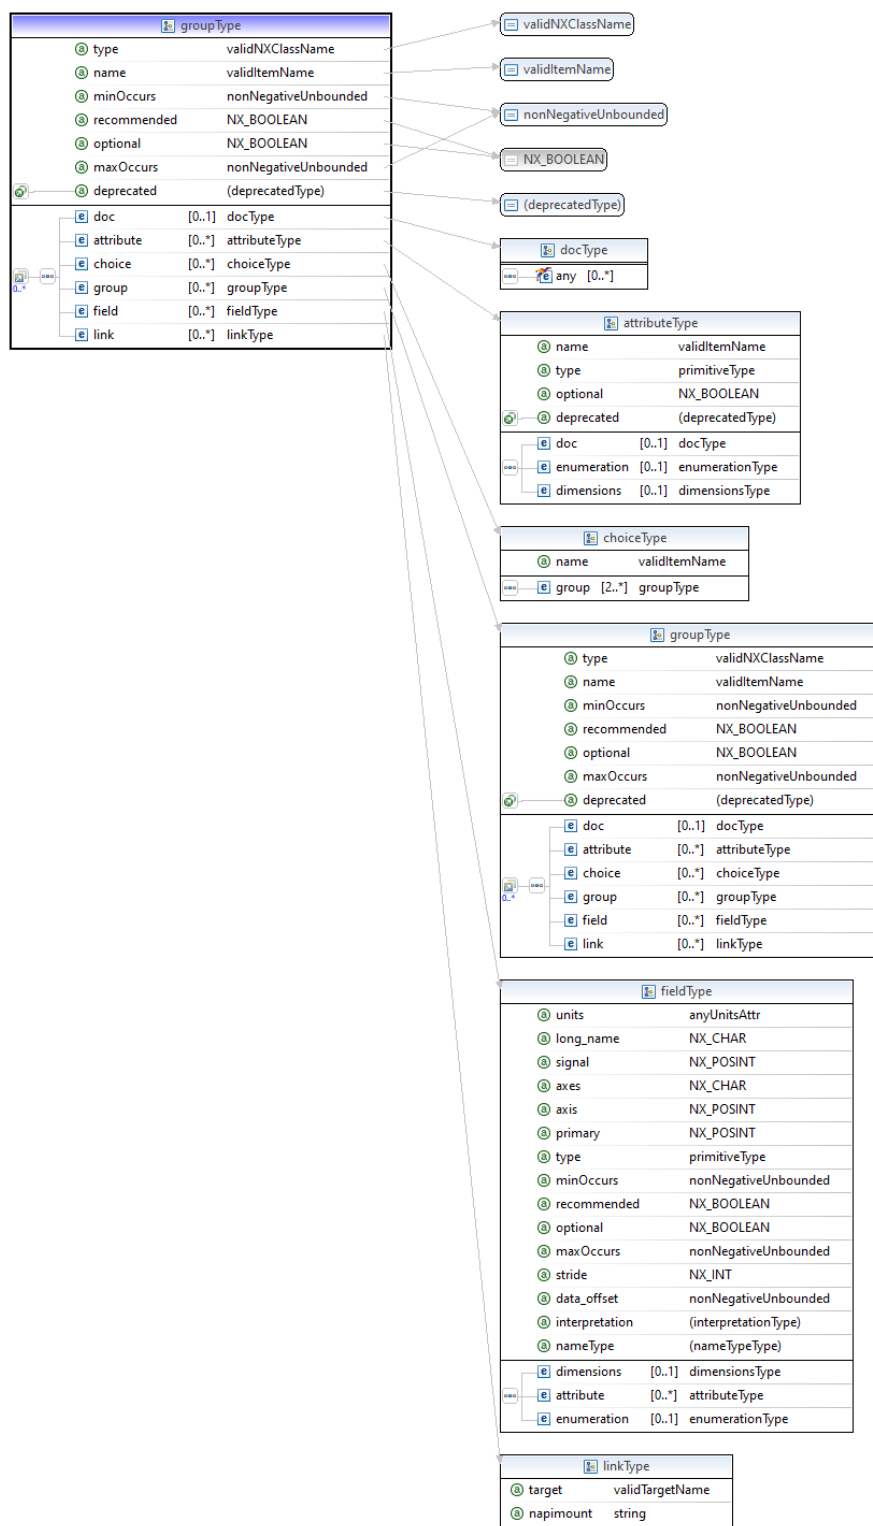 groupType
type validNXClassName
name validItemName
minOccurs nonNegativeUnbounded
recommended NX_BOOLEAN
optional NX_BOOLEAN
maxOccurs nonNegativeUnbounded
deprecated (deprecatedType)
doc [0..1] docType
attribute [0..*] attributeType
choice [0..*] choiceType
group [0..*] groupType
field [0..*] fieldType
link [0..*] linkType
0..*
validNXClassName
validItemName
nonNegativeUnbounded
NX_BOOLEAN
(deprecatedType)
docType
any [0..*]
attributeType
name validItemName
type primitiveType
optional NX_BOOLEAN
deprecated (deprecatedType)
doc [0..1] docType
enumeration [0..1] enumerationType
dimensions [0..1] dimensionsType
choiceType
name validItemName
group [2..*] groupType
groupType
type validNXClassName
name validItemName
minOccurs nonNegativeUnbounded
recommended NX_BOOLEAN
optional NX_BOOLEAN
maxOccurs nonNegativeUnbounded
deprecated (deprecatedType)
doc [0..1] docType
attribute [0..*] attributeType
choice [0..*] choiceType
group [0..*] groupType
field [0..*] fieldType
link [0..*] linkType
0..*
fieldType
units anyUnitsAttr
long_name NX_CHAR
signal NX_POSINT
axes NX_CHAR
axis NX_POSINT
primary NX_POSINT
type primitiveType
minOccurs nonNegativeUnbounded
recommended NX_BOOLEAN
optional NX_BOOLEAN
maxOccurs nonNegativeUnbounded
stride NX_INT
data_offset nonNegativeUnbounded
interpretation (interpretationType)
nameType (nameTypeType)
dimensions [0..1] dimensionsType
attribute [0..*] attributeType
enumeration [0..1] enumerationType
linkType
target validTargetName
napimount string